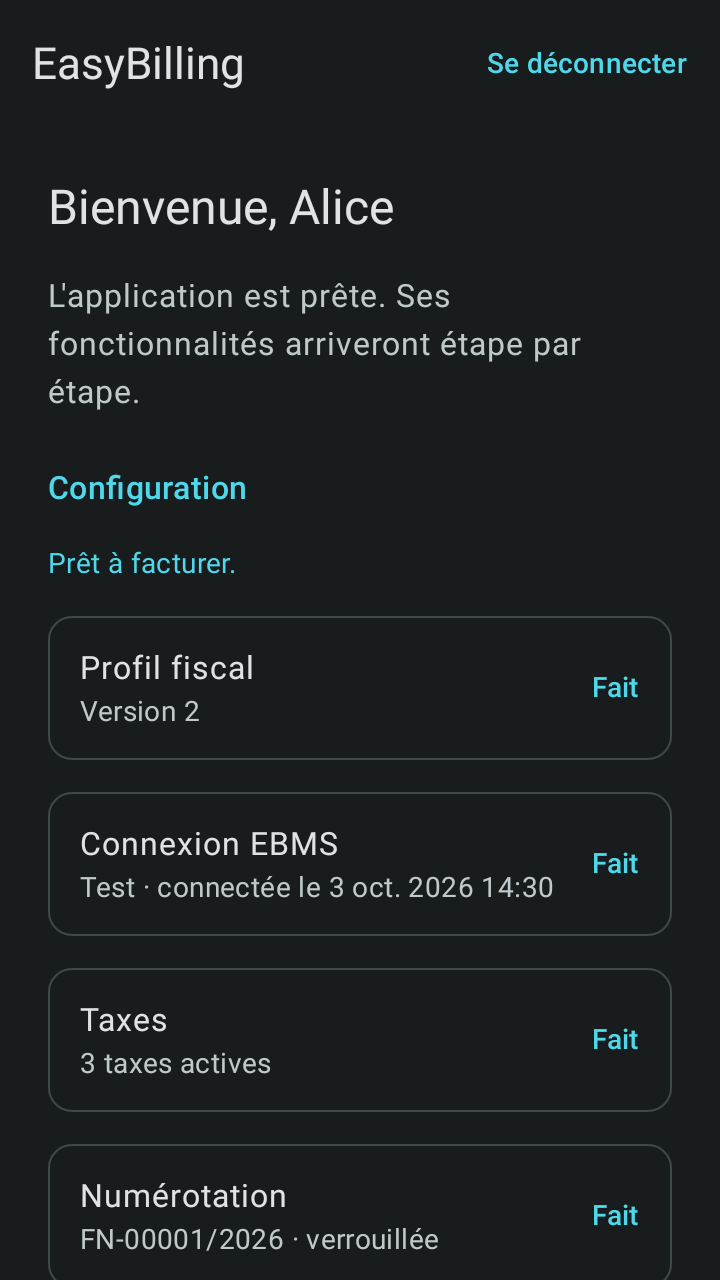 EasyBilling
Se déconnecter
Bienvenue, Alice
L'application est prête. Ses
fonctionnalités arriveront étape par
étape.
Configuration
Prêt à facturer.
Profil fiscal
Version 2
Fait
Connexion EBMS
Test · connectée le 3 oct. 2026 14:30
Fait
Taxes
3 taxes actives
Fait
Numérotation
FN-00001/2026 · verrouillée
Fait